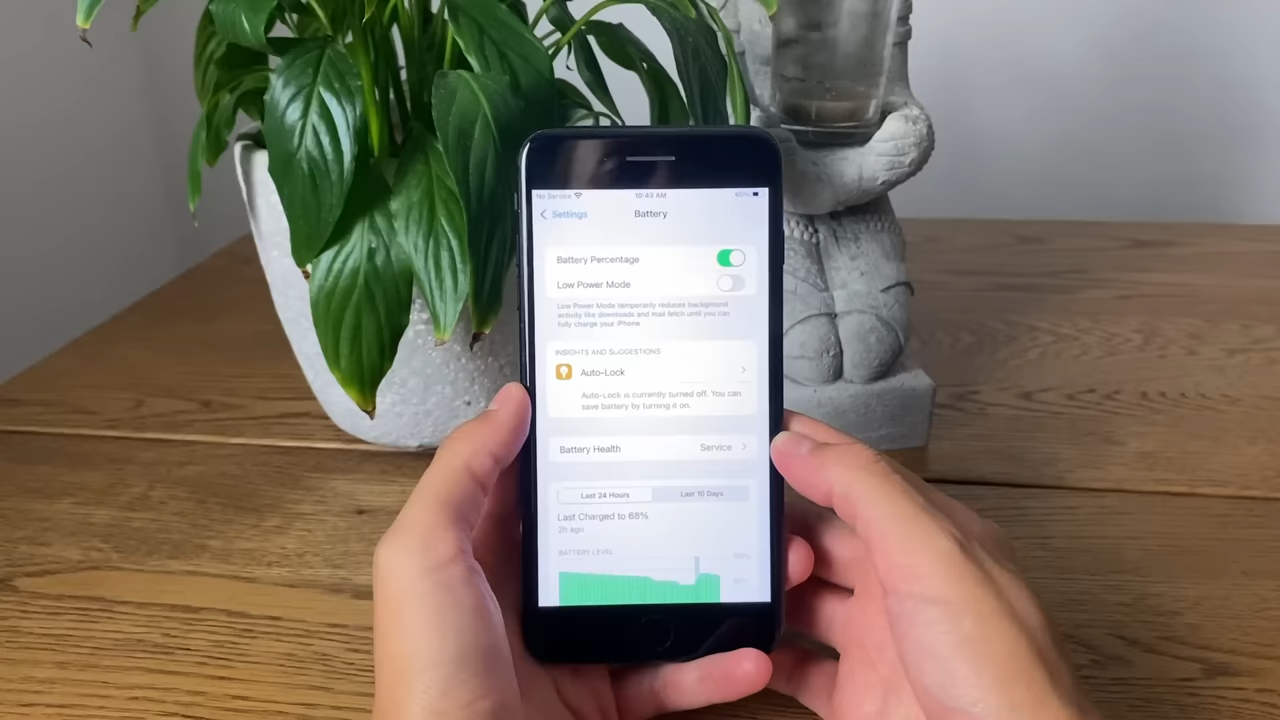 No Service 10:43 AM 60%
Settings Battery
Battery Percentage
Low Power Mode
Low Power Mode temporarily reduces background
activity like downloads and mail fetch until you can
fully charge your iPhone
INSIGHTS AND SUGGESTIONS
Auto-Lock
Auto-Lock is currently turned off. You can
save battery by turning it on.
Battery Health Service
Last 24 Hours Last 10 Days
Last Charged to 68%
2h ago
BATTERY LEVEL